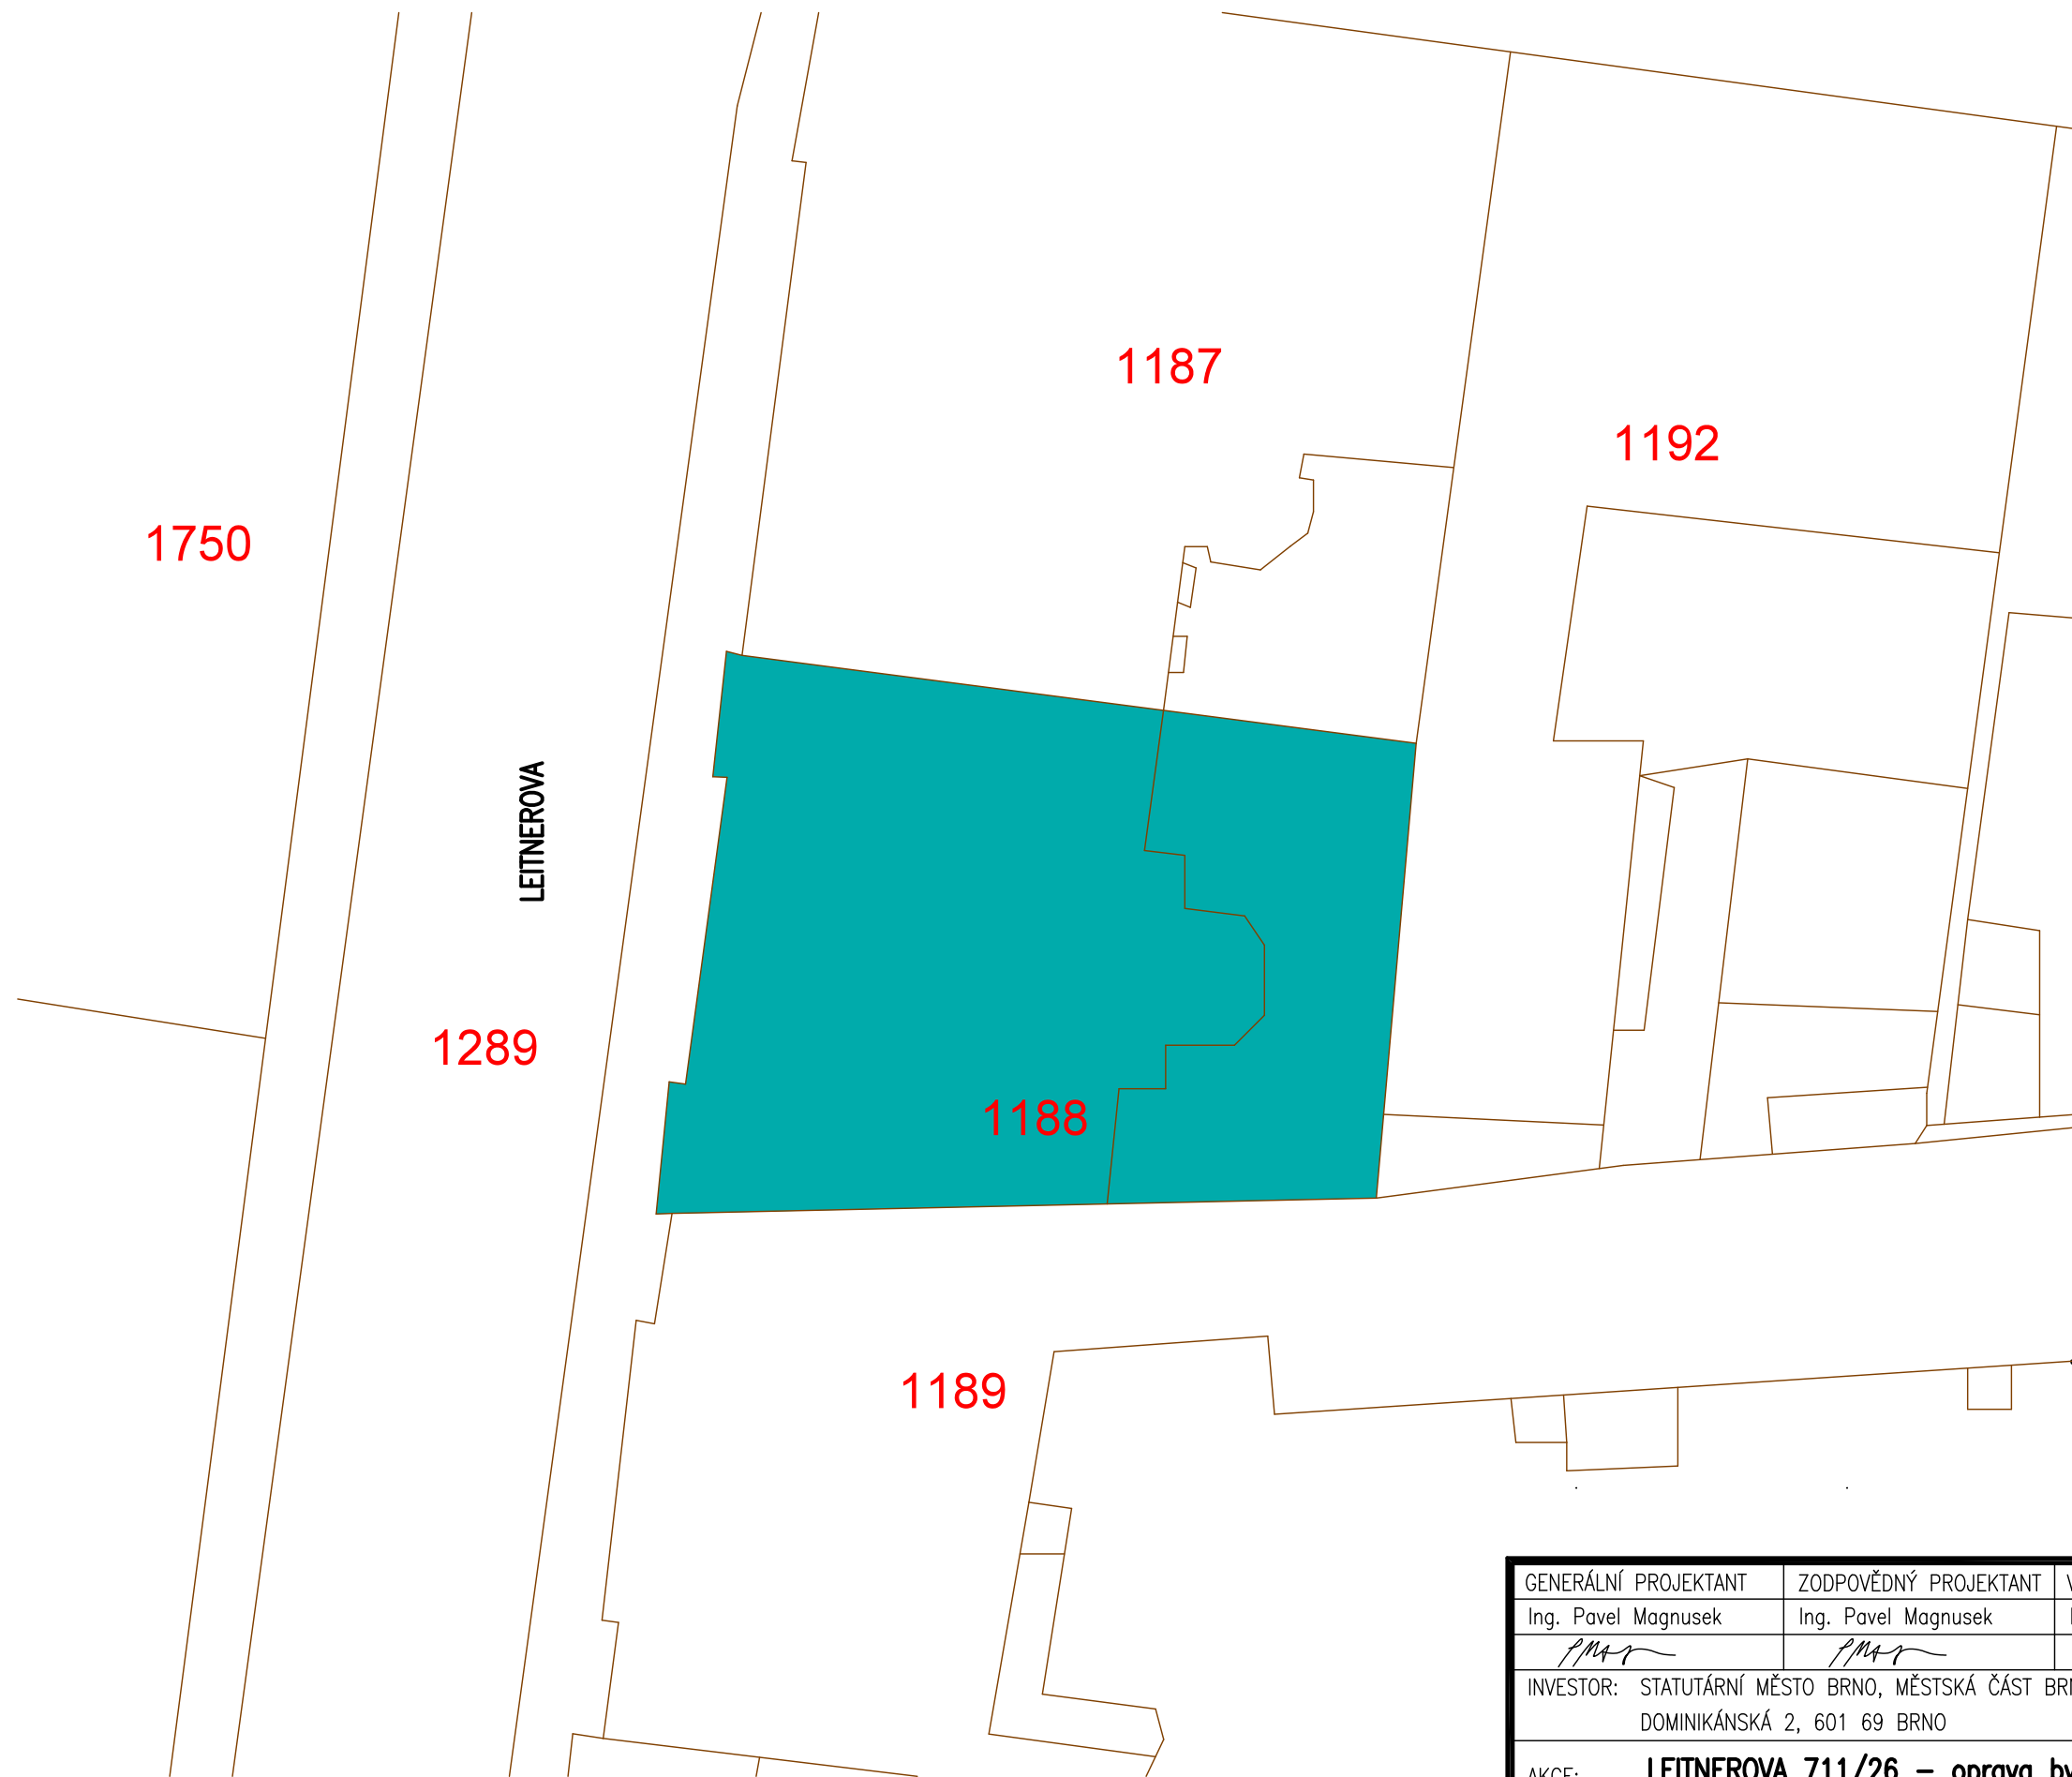 1187
1192
1750
LEITNEROVA
1289
1188
1189
GENERÁLNÍ PROJEKTANT ZODPOVĚDNÝ PROJEKTANT
Ing. Pavel Magnusek Ing. Pavel Magnusek
INVESTOR: STATUTÁRNÍ MĚSTO BRNO, MĚSTSKÁ ČÁST
DOMINIKÁNSKÁ 2, 601 69 BRNO
AKCE: LEITNEROVA 711/26 – oprava